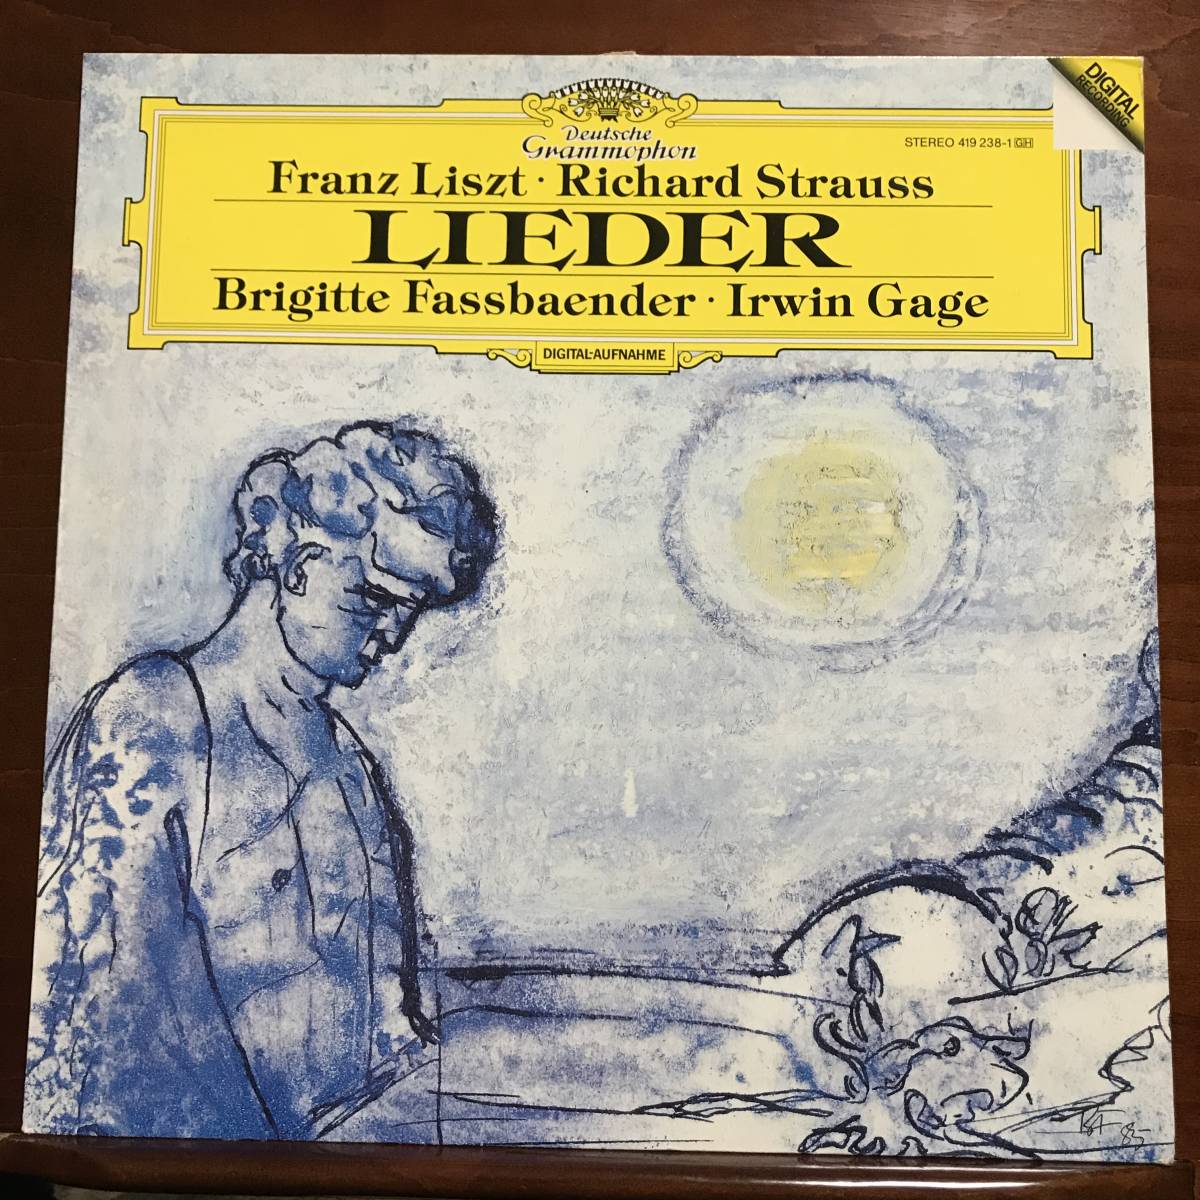 DIGITAL
RECORDING
Deutsche
Grammophon
STEREO 419 238-1 GH
Franz Liszt · Richard Strauss
LIEDER
Brigitte Fassbaender · Irwin Gage
DIGITAL-AUFNAHME
85